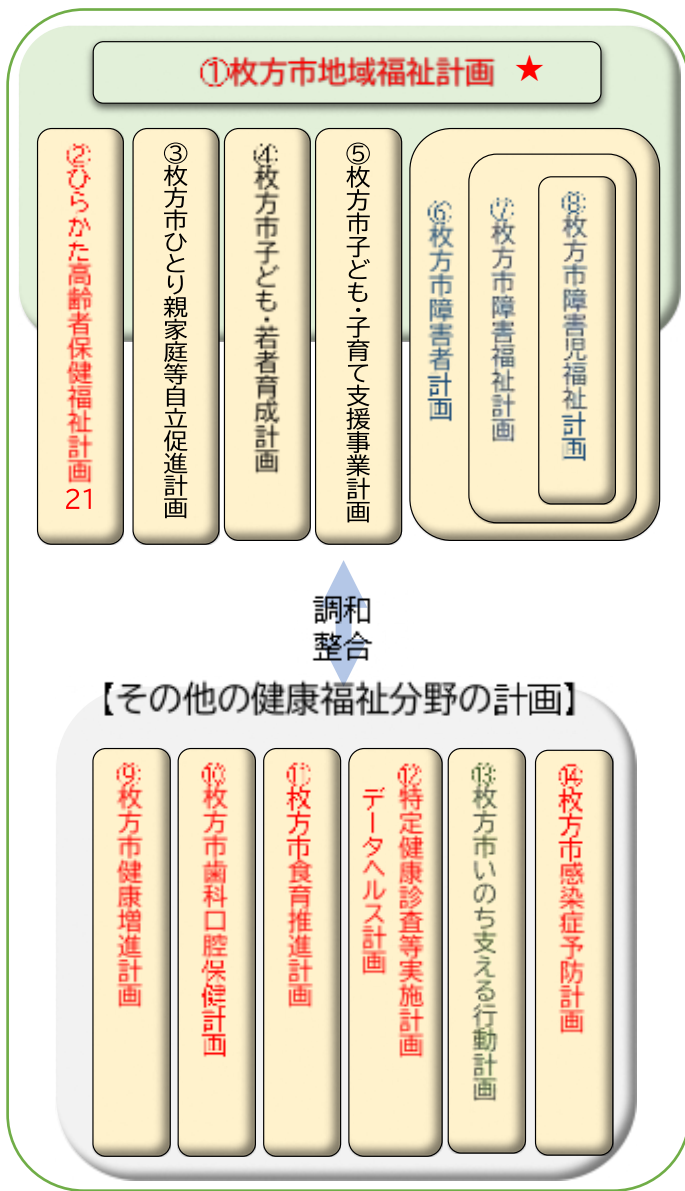 ①枚方市地域福祉計画 ★
②ひらかた高齢者保健福祉計画21
③枚方市ひとり親家庭等自立促進計画
④枚方市子ども・若者育成計画
⑤枚方市子ども・子育て支援事業計画
⑥枚方市障害者計画
⑦枚方市障害福祉計画
⑧枚方市障害児福祉計画
調和
整合
【その他の健康福祉分野の計画】
⑨枚方市健康増進計画
⑩枚方市歯科口腔保健計画
⑪枚方市食育推進計画
⑫特定健康診査等実施計画
データヘルス計画
⑬枚方市いのち支える行動計画
⑭枚方市感染症予防計画